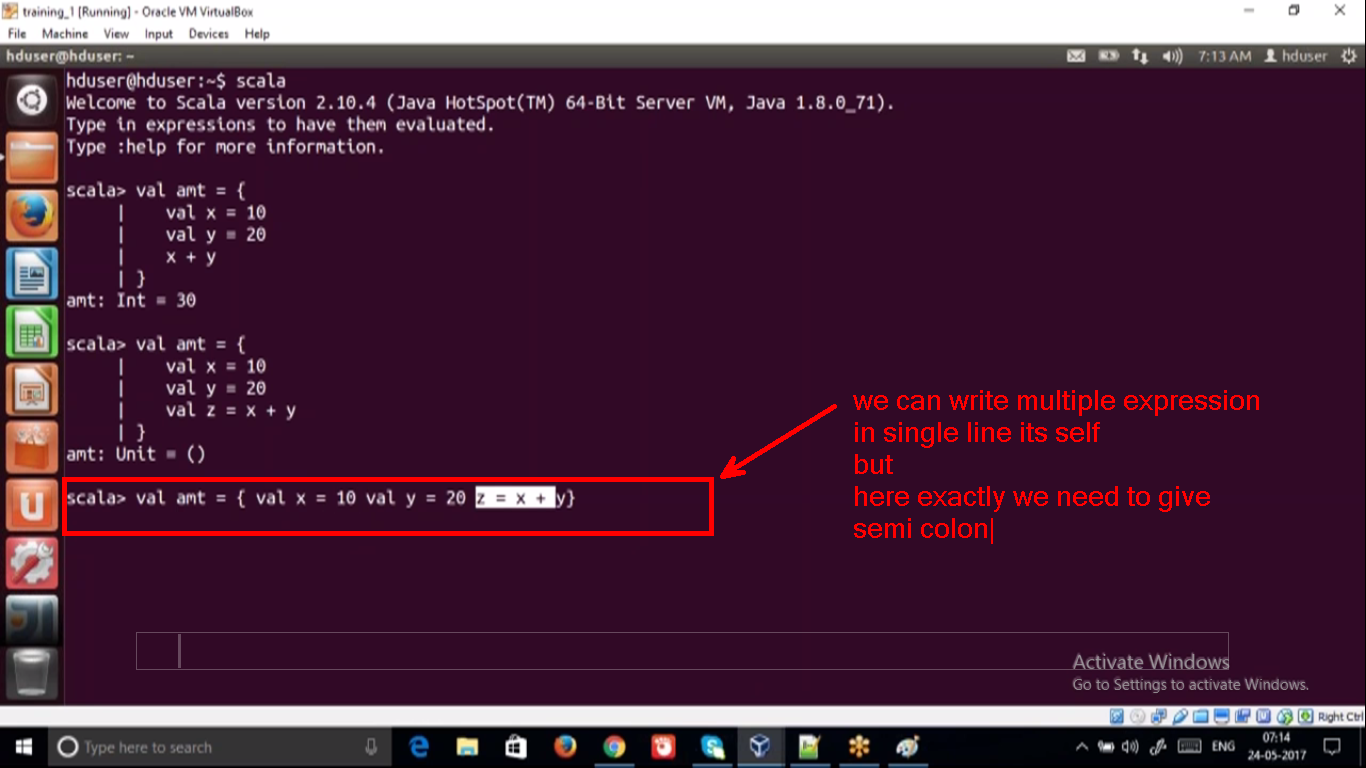 training_1 [Running] - Oracle VM VirtualBox
File Machine View Input Devices Help
hduser@hduser: ~
7:13 AM hduser
hduser@hduser:~$ scala
Welcome to Scala version 2.10.4 (Java HotSpot(TM) 64-Bit Server VM, Java 1.8.0_71).
Type in expressions to have them evaluated.
Type :help for more information.
scala> val amt = {
| val x = 10
| val y = 20
| x + y
| }
amt: Int = 30
scala> val amt = {
| val x = 10
| val y = 20
| val z = x + y
| }
amt: Unit = ()
scala> val amt = { val x = 10 val y = 20 z = x + y}
we can write multiple expression
in single line its self
but
here exactly we need to give
semi colon
Activate Windows
Go to Settings to activate Windows.
Right Ctrl
Type here to search
ENG
07:14
24-05-2017